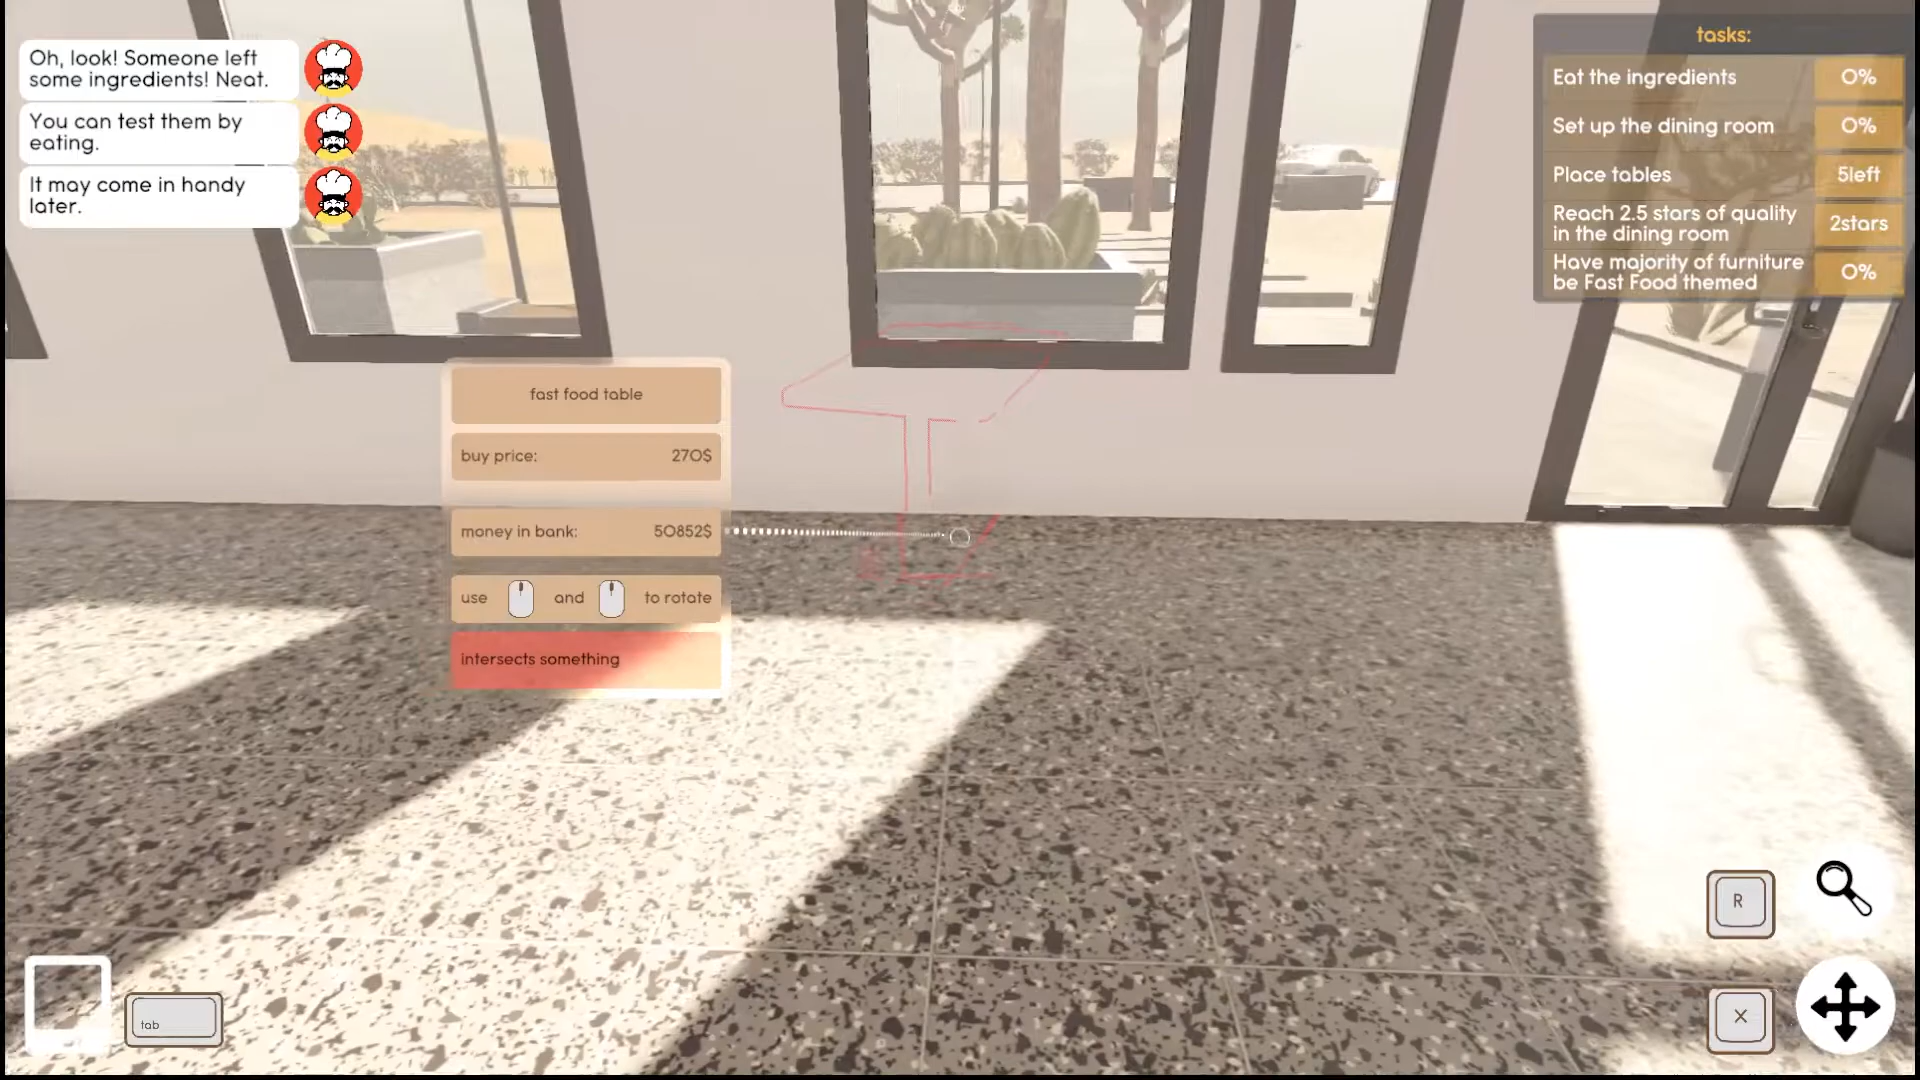 Oh, look! Someone left
some ingredients! Neat.
You can test them by
eating.
It may come in handy
later.
tasks:
Eat the ingredients 0%
Set up the dining room 0%
Place tables 5left
Reach 2.5 stars of quality
in the dining room 2stars
Have majority of furniture
be Fast Food themed 0%
fast food table
buy price: 270$
money in bank: 50852$
use and to rotate
intersects something
R
tab
X